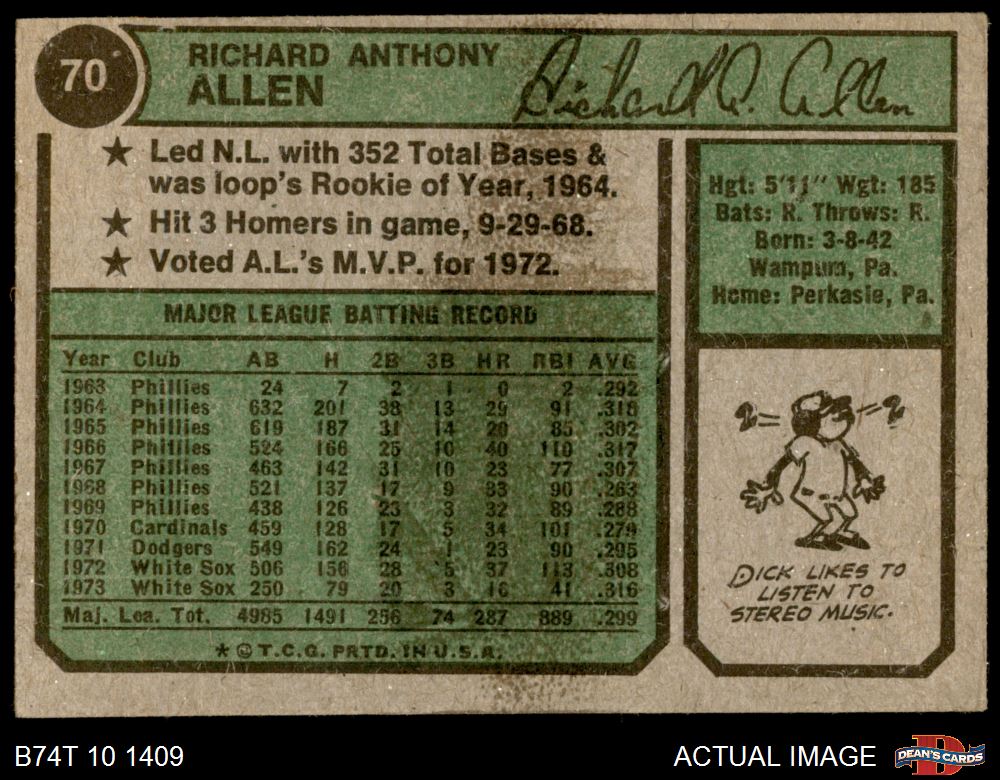 70
RICHARD ANTHONY
ALLEN
Richard A. Allen
★ Led N.L. with 352 Total Bases &
was loop's Rookie of Year, 1964.
★ Hit 3 Homers in game, 9-29-68.
★ Voted A.L.'s M.V.P. for 1972.
MAJOR LEAGUE BATTING RECORD
Year Club AB H 2B 3B HR RBI AVG
1963 Phillies 24 7 2 1 0 2 .292
1964 Phillies 632 201 38 13 29 91 .318
1965 Phillies 619 187 31 14 20 85 .302
1966 Phillies 524 166 25 10 40 110 .317
1967 Phillies 463 142 31 10 23 77 .307
1968 Phillies 521 137 17 9 33 90 .263
1969 Phillies 438 126 23 3 32 89 .288
1970 Cardinals 459 128 17 5 34 101 .279
1971 Dodgers 549 162 24 1 23 90 .295
1972 White Sox 506 156 28 5 37 113 .308
1973 White Sox 250 79 20 3 16 41 .316
Maj. Lea. Tot. 4985 1491 256 74 287 889 .299
★ © T.C.G. PRTD. IN U.S.A.
Hgt: 5'11" Wgt: 185
Bats: R. Throws: R.
Born: 3-8-42
Wampum, Pa.
Home: Perkasie, Pa.
DICK LIKES TO
LISTEN TO
STEREO MUSIC.
B74T 10 1409
ACTUAL IMAGE
DEAN'S CARDS